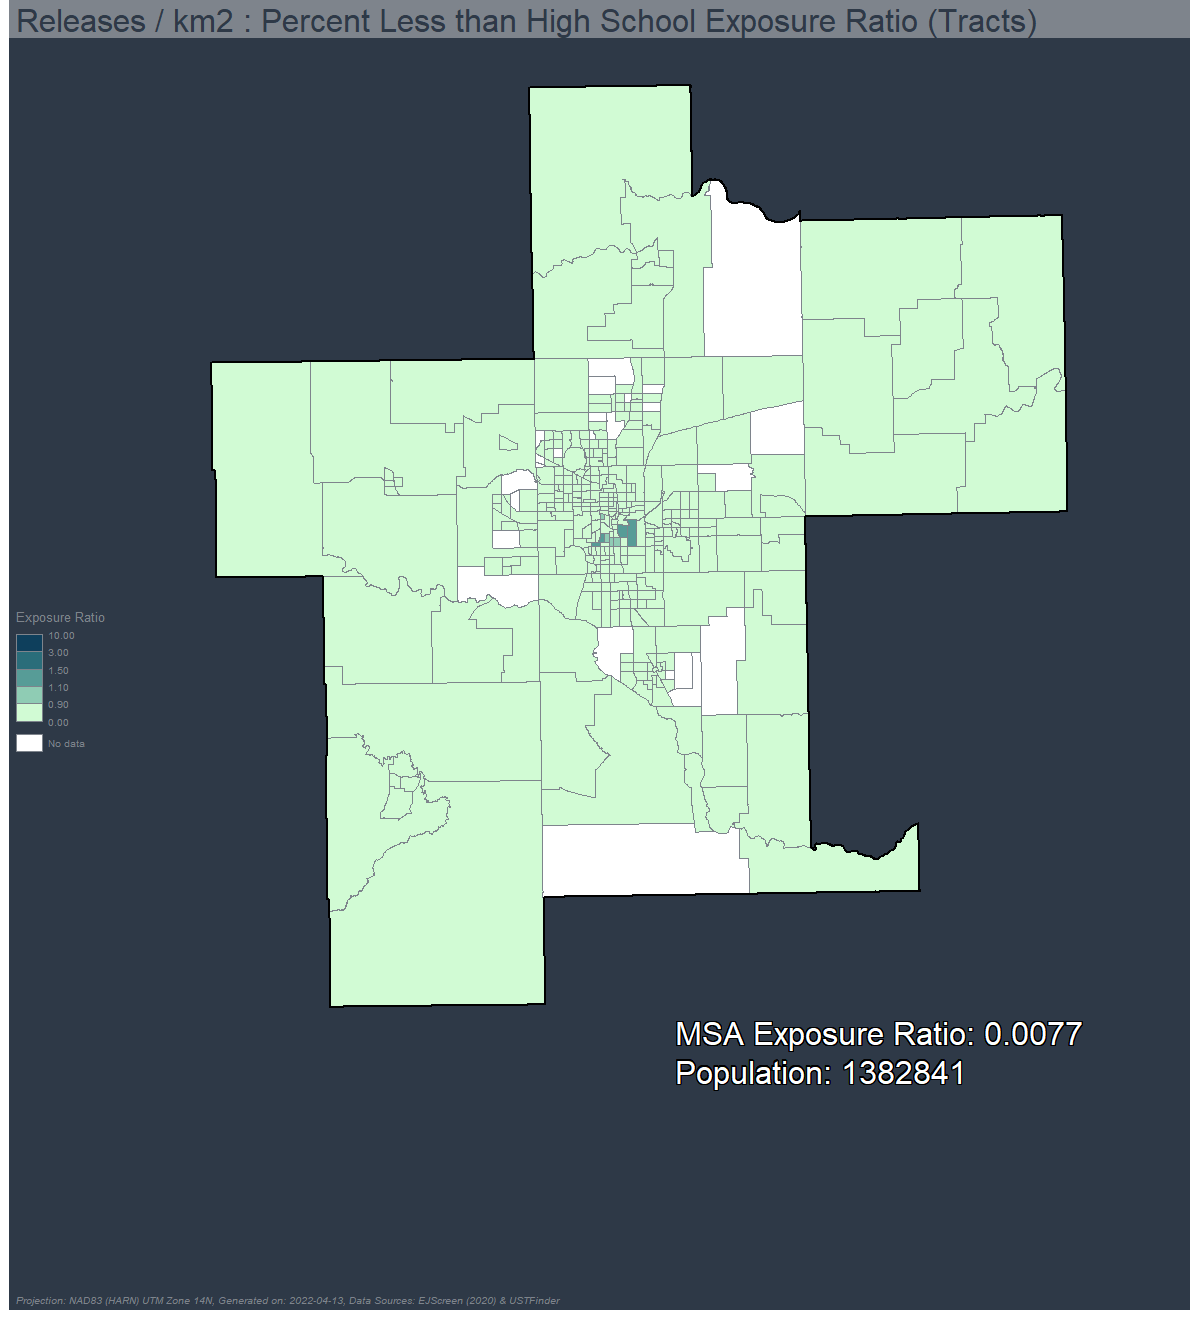 Releases / km2 : Percent Less than High School Exposure Ratio (Tracts)
Exposure Ratio
10.00
3.00
1.50
1.10
0.90
0.00
No data
MSA Exposure Ratio: 0.0077
Population: 1382841
Projection: NAD83 (HARN) UTM Zone 14N, Generated on: 2022-04-13, Data Sources: EJScreen (2020) & USTFinder